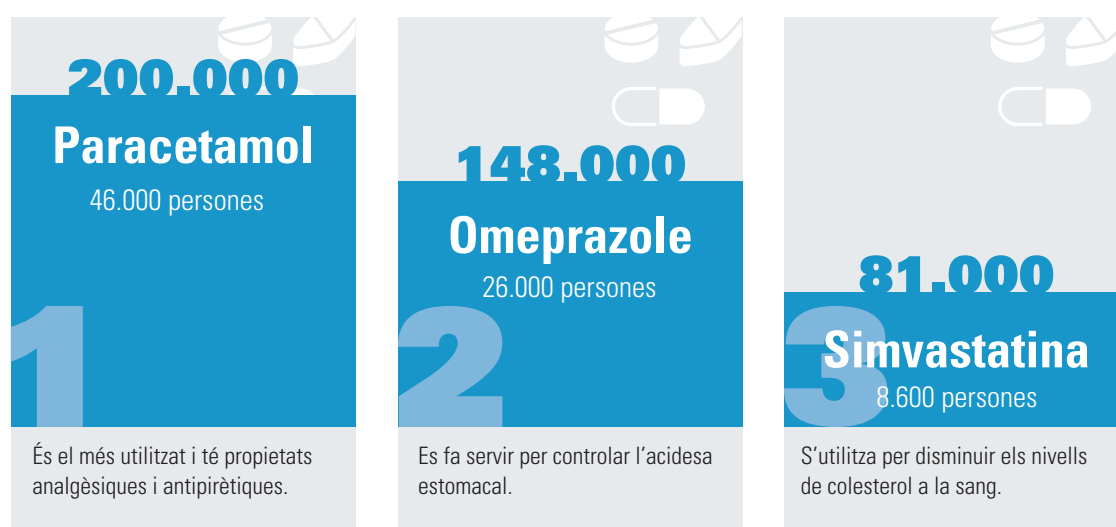 200.000
Paracetamol
46.000 persones
1
És el més utilitzat i té propietats
analgèsiques i antipirètiques.
148.000
Omeprazole
26.000 persones
2
Es fa servir per controlar l’acidesa
estomacal.
81.000
3
Simvastatina
8.600 persones
S’utilitza per disminuir els nivells
de colesterol a la sang.